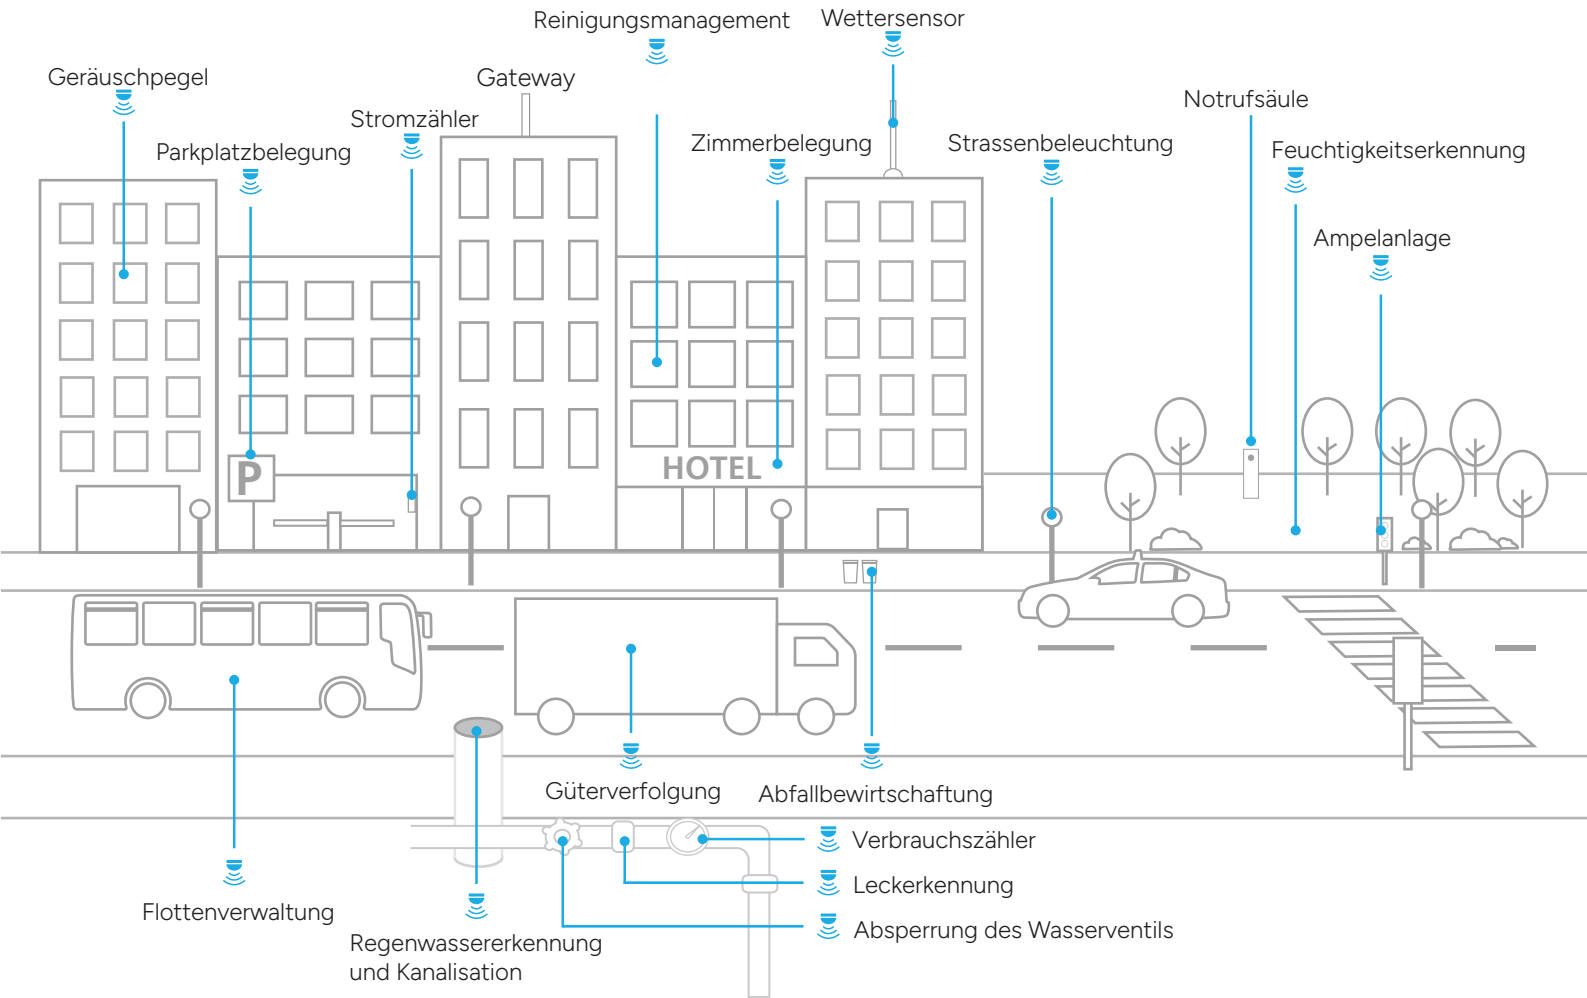 Reinigungsmanagement
Wettersensor
Geräuschpegel
Gateway
Notrufsäule
Stromzähler
Parkplatzbelegung
Zimmerbelegung
Strassenbeleuchtung
Feuchtigkeitserkennung
Ampelanlage
P
HOTEL
Güterverfolgung
Abfallbewirtschaftung
Verbrauchszähler
Leckerkennung
Flottenverwaltung
Absperrung des Wasserventils
Regenwassererkennung
und Kanalisation